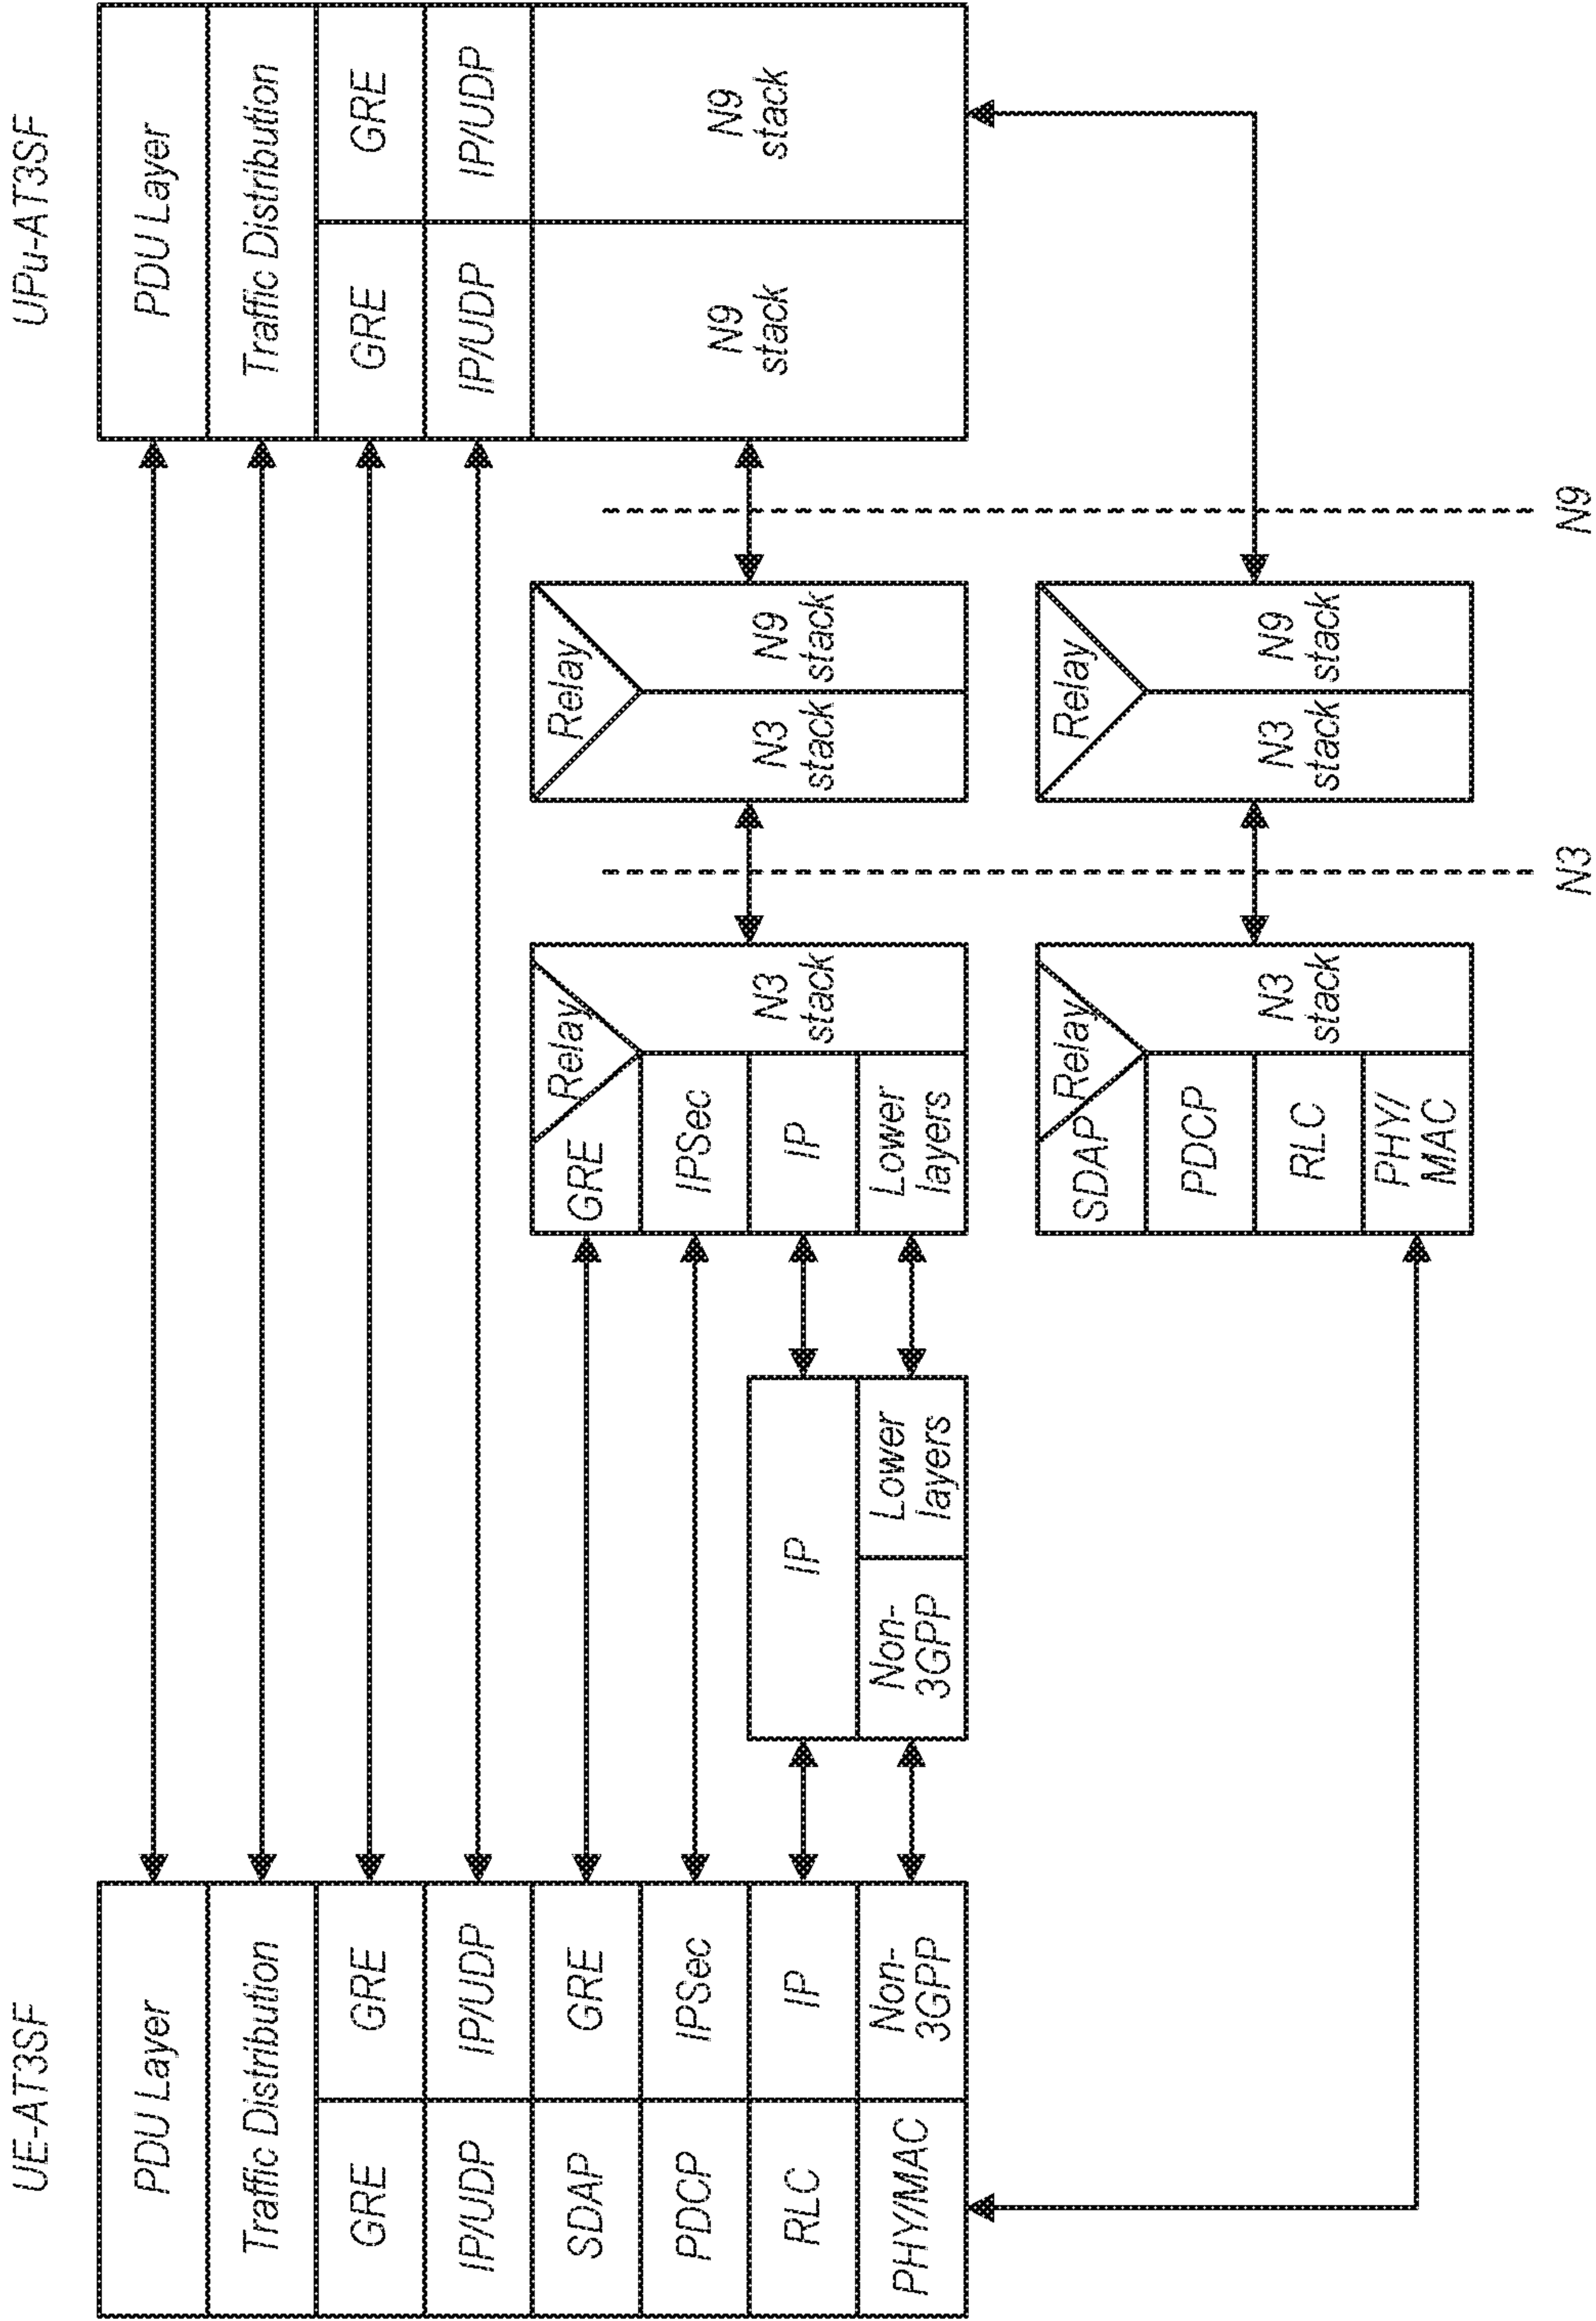 UE-AT3SF
PDU Layer
Traffic Distribution
GRE
GRE
IP/UDP
IP/UDP
SDAP
GRE
PDCP
IPSec
RLC
IP
PHY/MAC
Non-
3GPP
IP
Non-
3GPP
Lower
layers
GRE
Relay
IPSec
IP
Lower
layers
N3
stack
SDAP
Relay
PDCP
RLC
PHY/
MAC
N3
stack
N3
Relay
N3
stack
N9
stack
Relay
N3
stack
N9
stack
N9
UPu-AT3SF
PDU Layer
Traffic Distribution
GRE
GRE
IP/UDP
IP/UDP
N9
stack
N9
stack